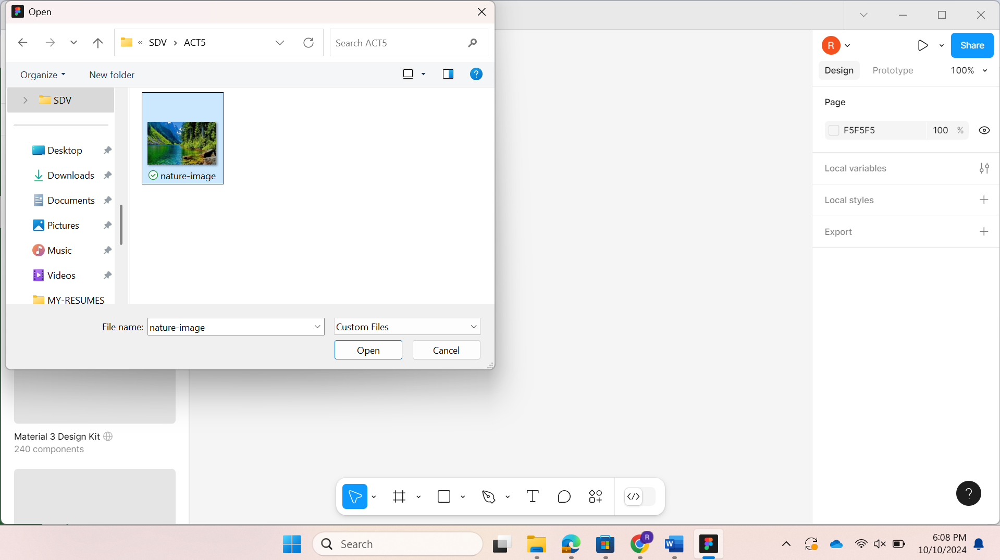 Open
« SDV > ACT5
Search ACT5
Organize
New folder
SDV
Desktop
Downloads
Documents
Pictures
Music
Videos
MY-RESUMES
nature-image
File name: nature-image
Custom Files
Open
Cancel
Material 3 Design Kit
240 components
R
Share
Design
Prototype
100%
Page
F5F5F5
100 %
Local variables
Local styles
Export
?
Search
R
W
6:08 PM
10/10/2024